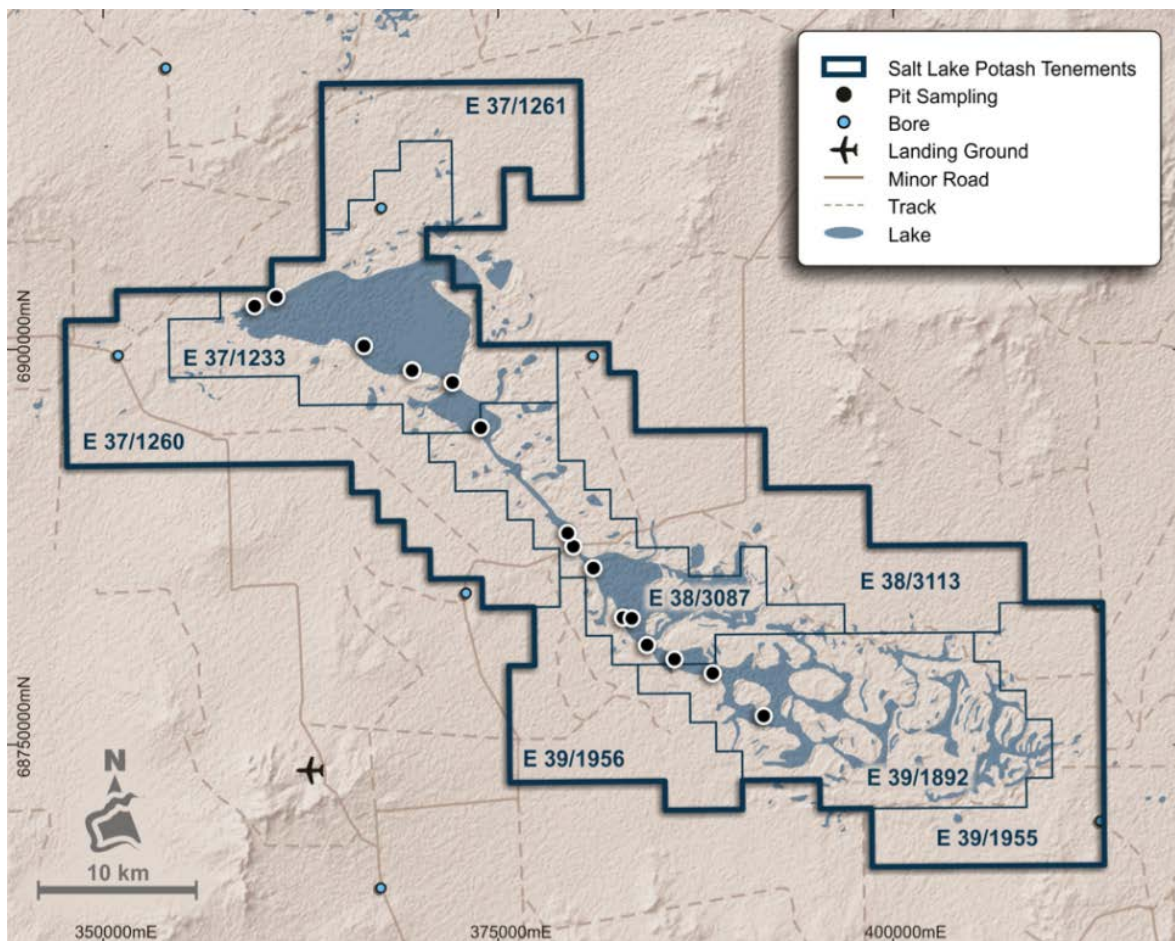 E 37/1261
Salt Lake Potash Tenements
Pit Sampling
Bore
Landing Ground
Minor Road
Track
Lake
6900000mN
E 37/1233
E 37/1260
E 38/3113
E 38/3087
6875000mN
E 39/1956
E 39/1892
E 39/1955
N
10 km
350000mE
375000mE
400000mE